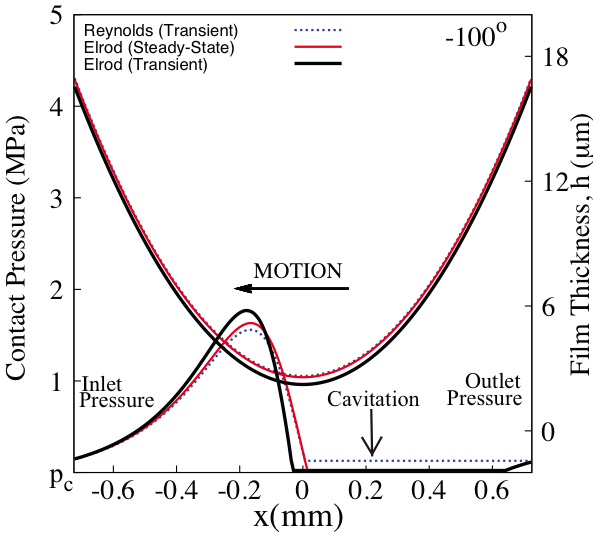 Reynolds (Transient)
Elrod (Steady-State)
Elrod (Transient)
-100°
5
4
3
2
1
p_c
Contact Pressure (MPa)
18
12
6
0
Film Thickness, h (μm)
MOTION
Inlet
Pressure
Cavitation
Outlet
Pressure
-0.6 -0.4 -0.2 0 0.2 0.4 0.6
x(mm)